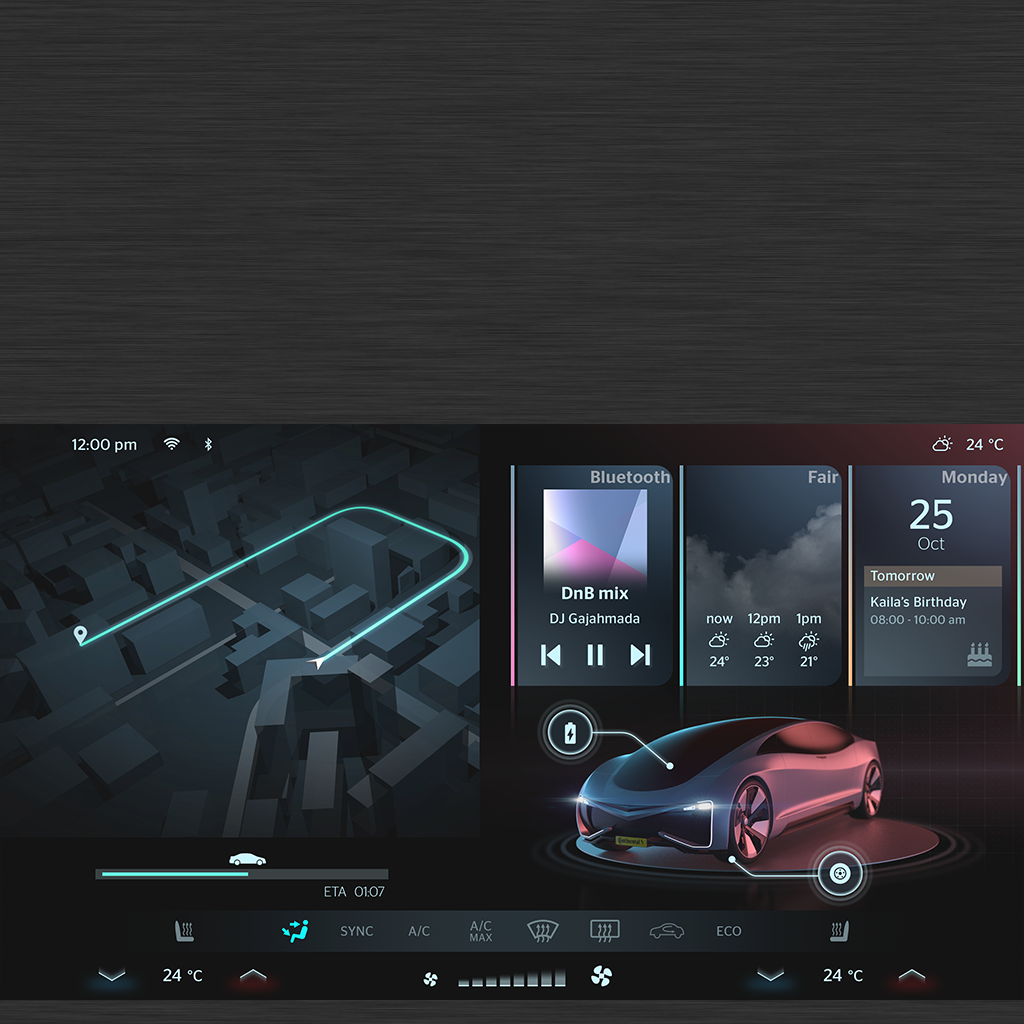 12:00 pm
24 °C
Bluetooth
DnB mix
DJ Gajahmada
Fair
now 12pm 1pm
24° 23° 21°
Monday
25
Oct
Tomorrow
Kaila's Birthday
08:00 - 10:00 am
Continental
ETA 01:07
SYNC
A/C
A/C
MAX
ECO
24 °C
24 °C